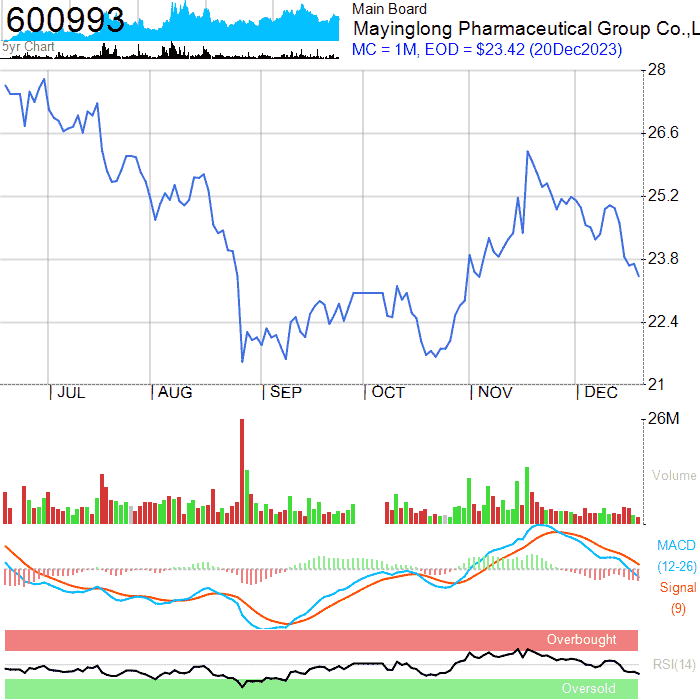 600993
5yr Chart
Main Board
Mayinglong Pharmaceutical Group Co.,L
MC = 1M, EOD = $23.42 (20Dec2023)
28
26.6
25.2
23.8
22.4
21
JUL AUG SEP OCT NOV DEC
26M
Volume
MACD
(12-26)
Signal
(9)
Overbought
RSI(14)
Oversold